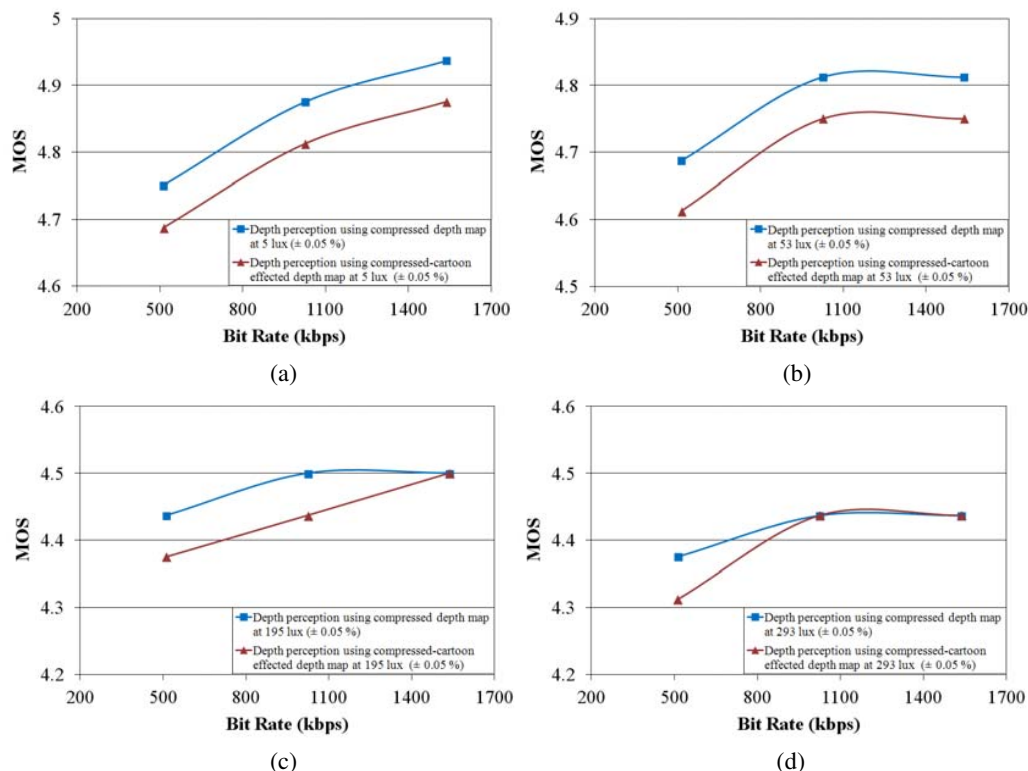 5
4.9
4.8
4.7
4.6
MOS
200 500 800 1100 1400 1700
Bit Rate (kbps)
Depth perception using compressed depth map
at 5 lux (± 0.05 %)
Depth perception using compressed-cartoon
effected depth map at 5 lux (± 0.05 %)
(a)
4.9
4.8
4.7
4.6
4.5
MOS
200 500 800 1100 1400 1700
Bit Rate (kbps)
Depth perception using compressed depth map
at 53 lux (± 0.05 %)
Depth perception using compressed-cartoon
effected depth map at 53 lux (± 0.05 %)
(b)
4.6
4.5
4.4
4.3
4.2
MOS
200 500 800 1100 1400 1700
Bit Rate (kbps)
Depth perception using compressed depth map
at 195 lux (± 0.05 %)
Depth perception using compressed-cartoon
effected depth map at 195 lux (± 0.05 %)
(c)
4.6
4.5
4.4
4.3
4.2
MOS
200 500 800 1100 1400 1700
Bit Rate (kbps)
Depth perception using compressed depth map
at 293 lux (± 0.05 %)
Depth perception using compressed-cartoon
effected depth map at 293 lux (± 0.05 %)
(d)